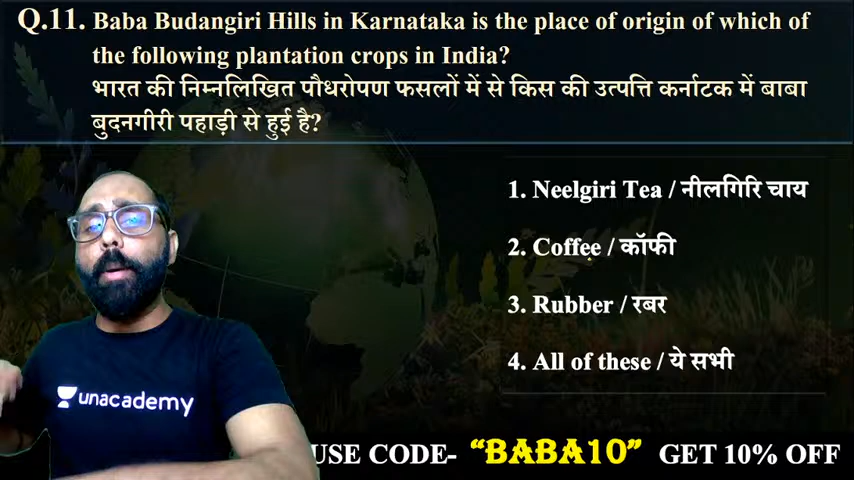 Q.11. Baba Budangiri Hills in Karnataka is the place of origin of which of
the following plantation crops in India?
भारत की निम्नलिखित पौधरोपण फसलों में से किस की उत्पत्ति कर्नाटक में बाबा
बुदनगीरी पहाड़ी से हुई है?
1. Neelgiri Tea / नीलगिरि चाय
2. Coffee / कॉफी
3. Rubber / रबर
4. All of these / ये सभी
unacademy
USE CODE- “BABA10” GET 10% OFF